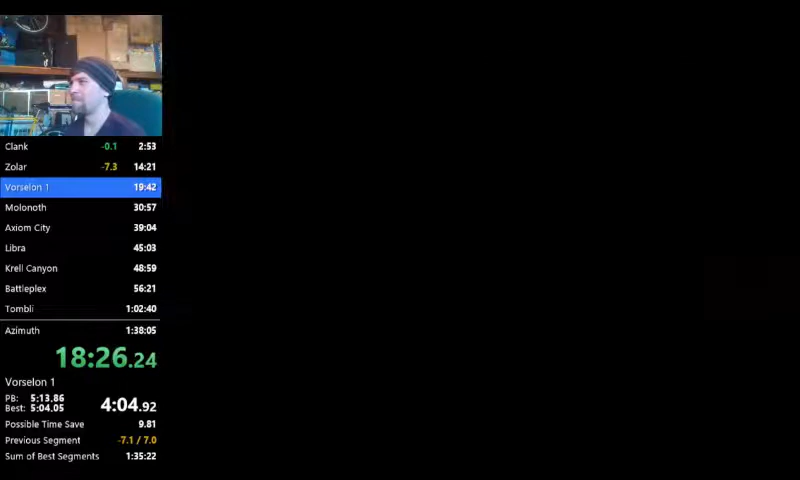 Clank -0.1 2:53
Zolar -7.3 14:21
Vorselon 1 19:42
Molonoth 30:57
Axiom City 39:04
Libra 45:03
Krell Canyon 48:59
Battleplex 56:21
Tombli 1:02:40
Azimuth 1:38:05
18:26.24
Vorselon 1
PB: 5:13.86
Best: 5:04.05
4:04.92
Possible Time Save 9.81
Previous Segment -7.1 / 7.0
Sum of Best Segments 1:35:22